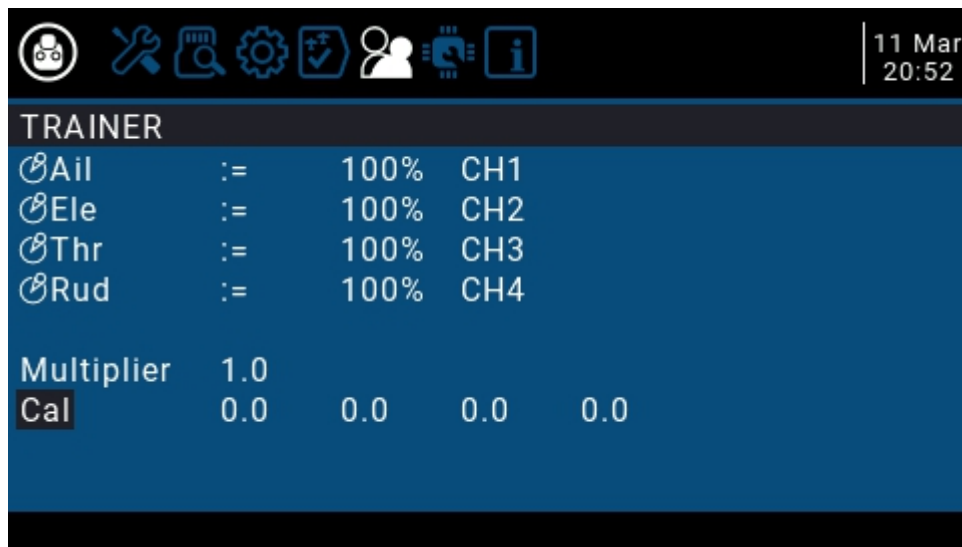 11 Mar
20:52
TRAINER
Ail := 100% CH1
Ele := 100% CH2
Thr := 100% CH3
Rud := 100% CH4
Multiplier 1.0
Cal 0.0 0.0 0.0 0.0